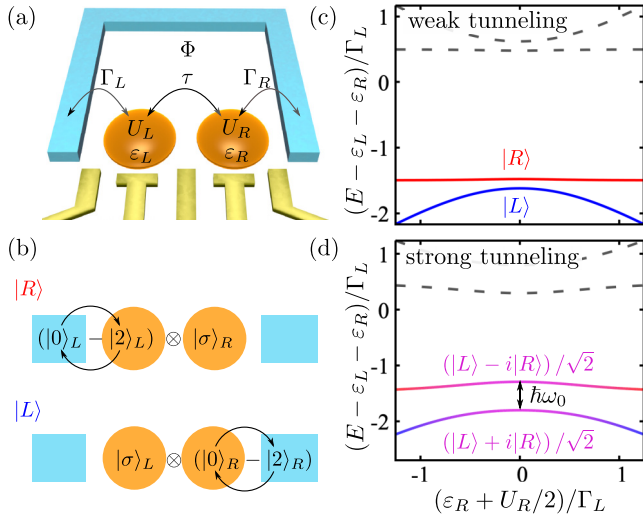 (a)
Φ
Γ_L
τ
Γ_R
U_L
ε_L
U_R
ε_R
(b)
|R⟩
(|0⟩_L − |2⟩_L) ⊗ |σ⟩_R
|L⟩
|σ⟩_L ⊗ (|0⟩_R − |2⟩_R)
(c)
weak tunneling
(E − ε_L − ε_R)/Γ_L
0
-1
-2
|R⟩
|L⟩
(d)
strong tunneling
(E − ε_L − ε_R)/Γ_L
1
0
-1
-2
(|L⟩ − i|R⟩)/√2
ħω_0
(|L⟩ + i|R⟩)/√2
-1 0 1
(ε_R + U_R/2)/Γ_L